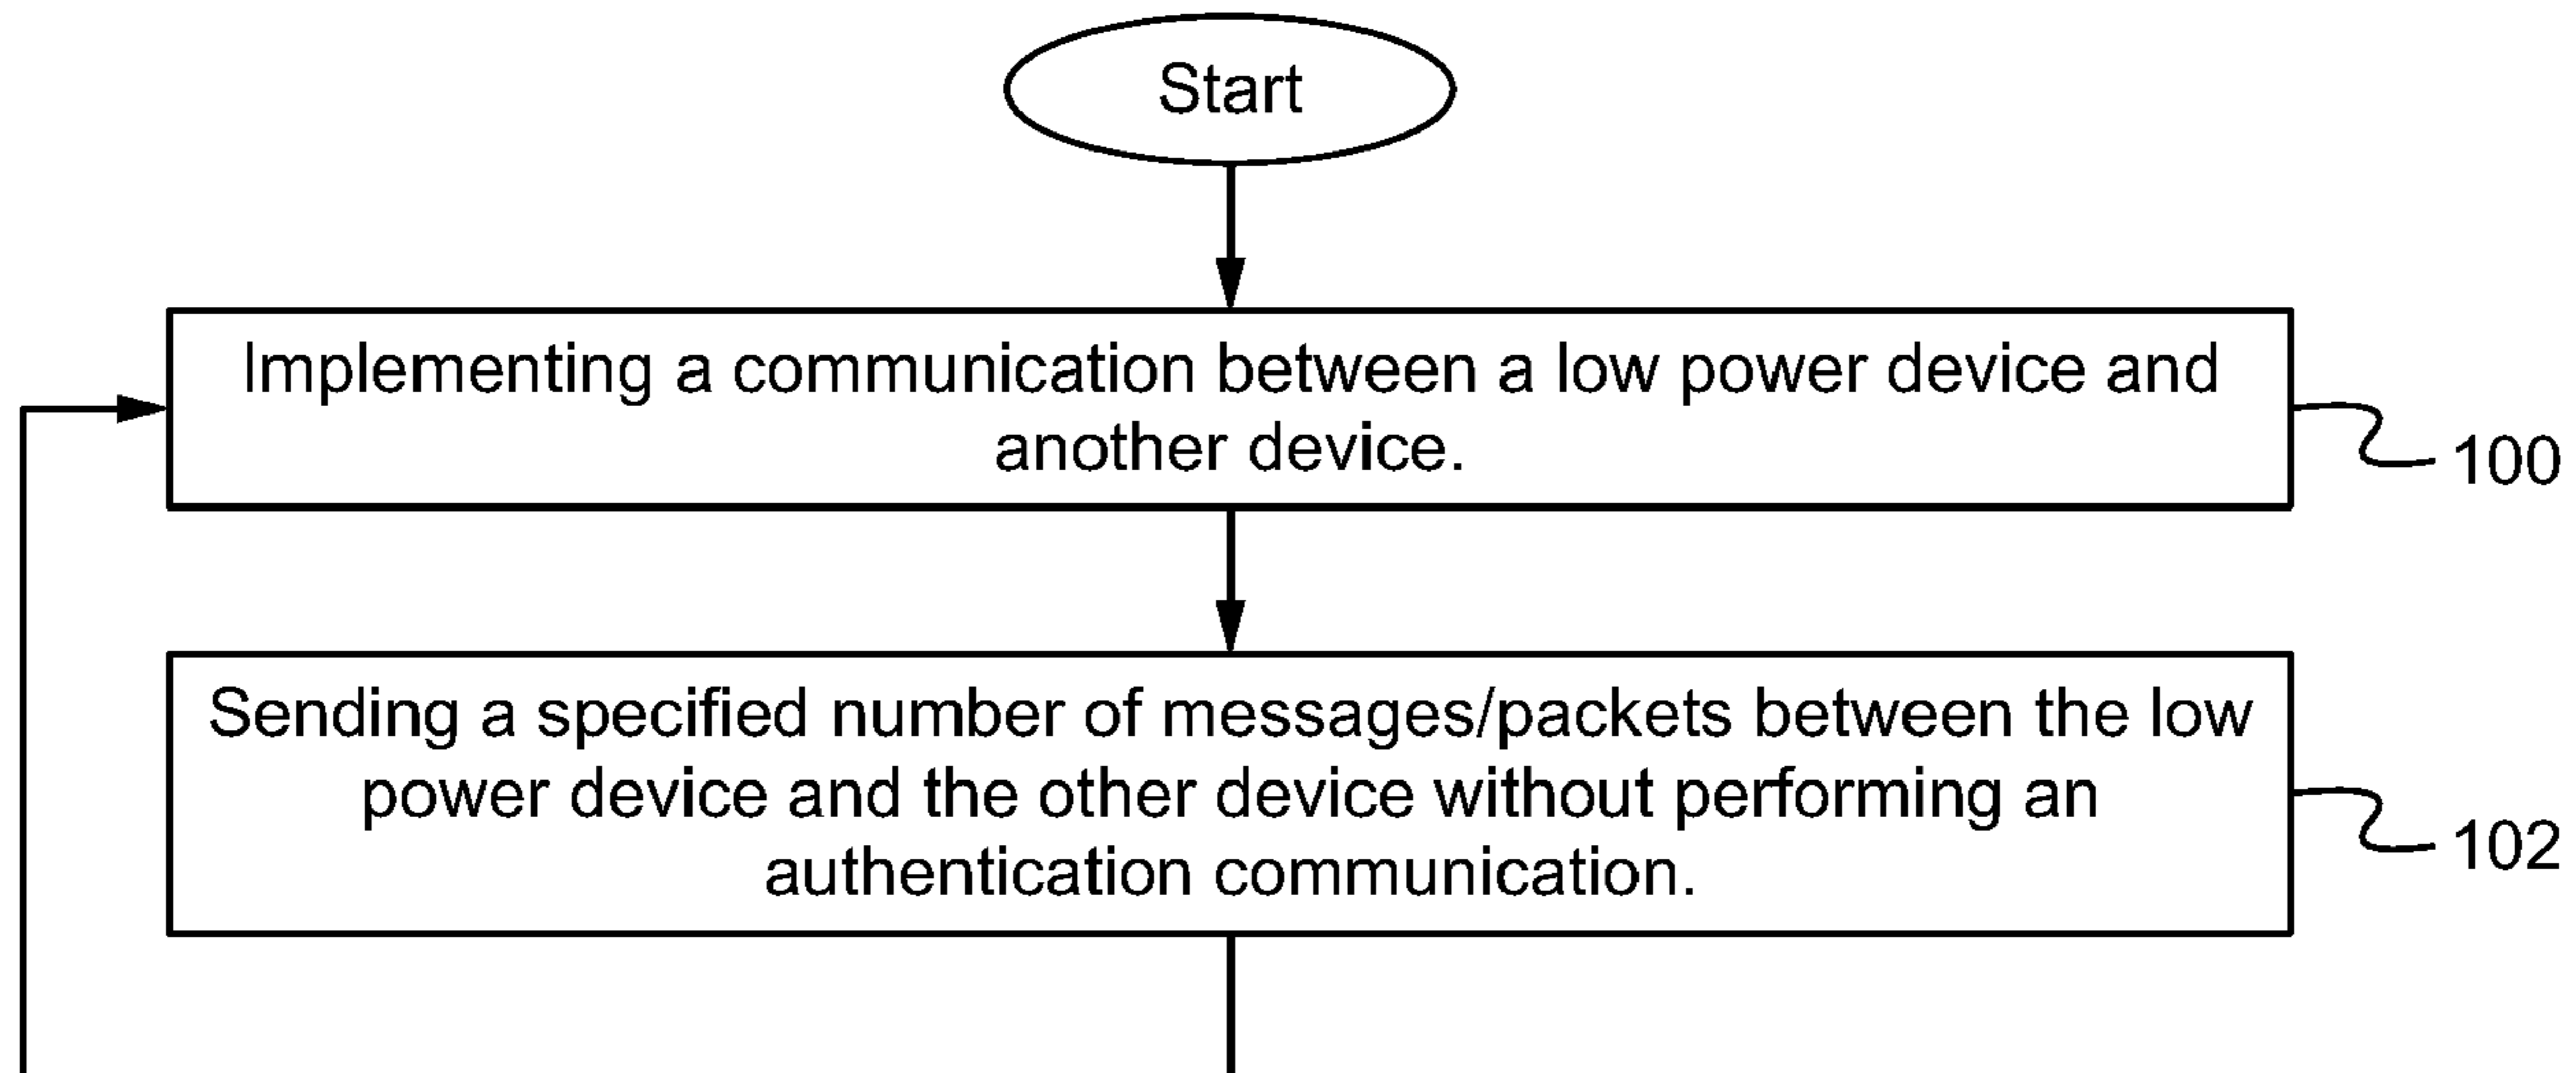 Start
Implementing a communication between a low power device and
another device.
100
Sending a specified number of messages/packets between the low
power device and the other device without performing an
authentication communication.
102